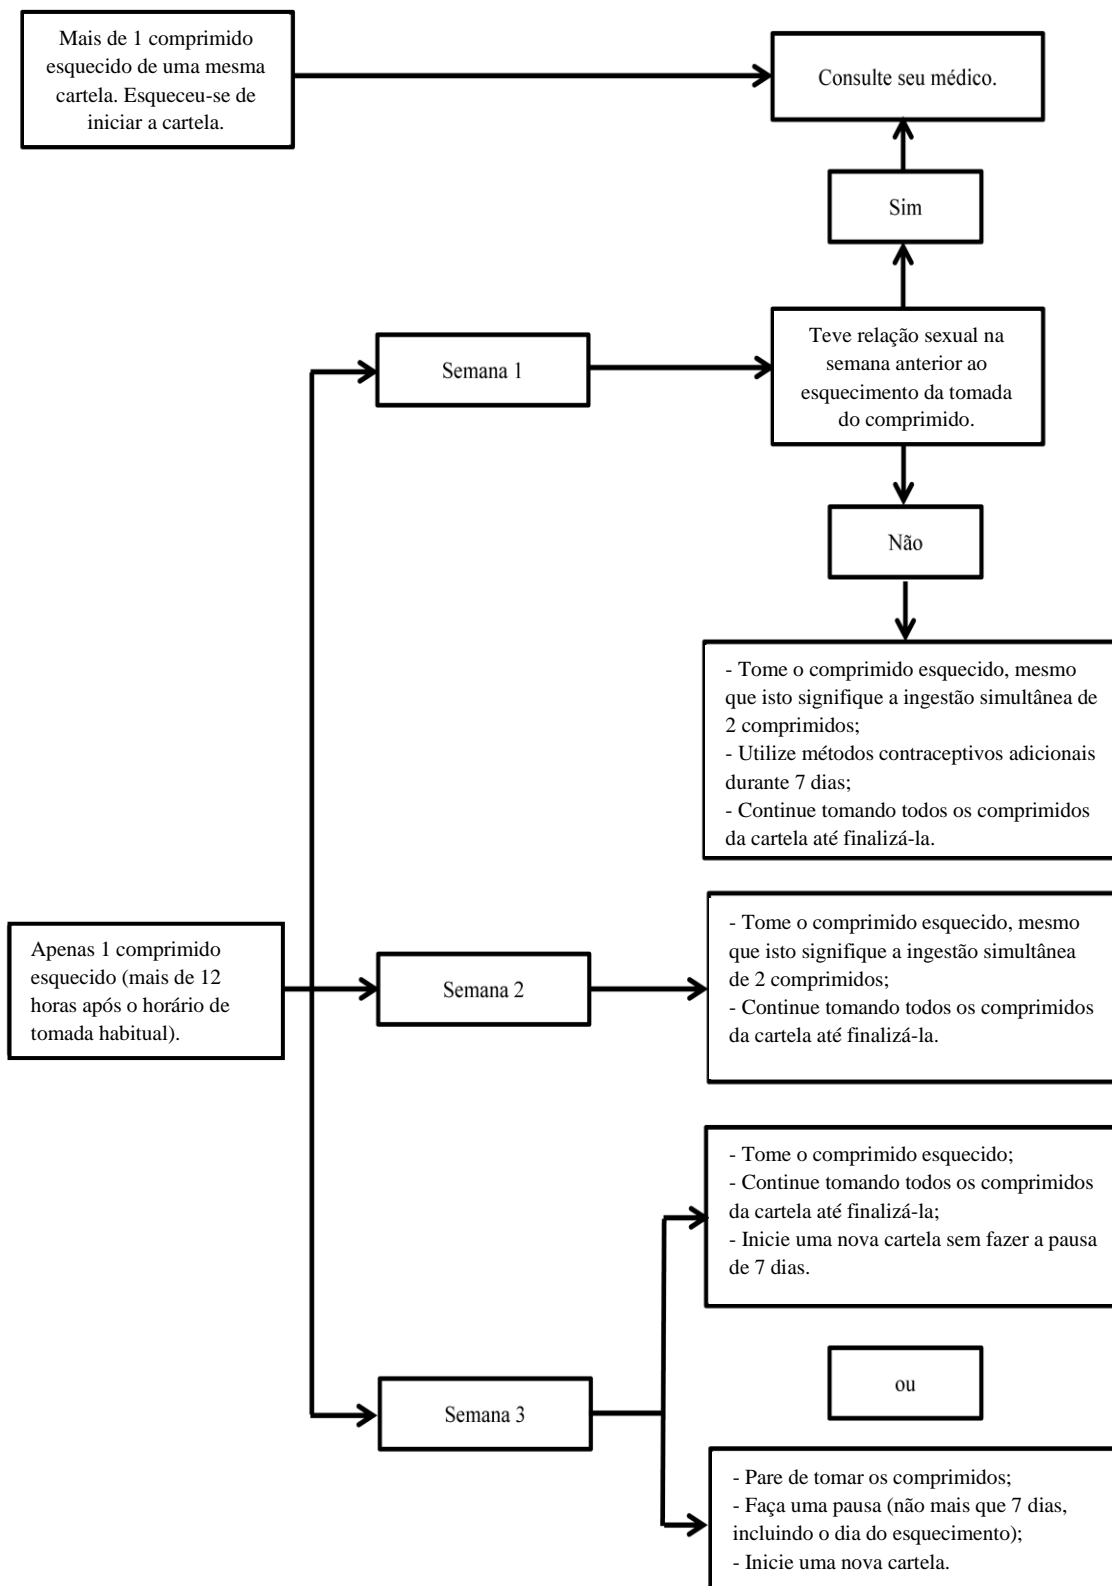 Mais de 1 comprimido
esquecido de uma mesma
cartela. Esqueceu-se de
iniciar a cartela.
Consulte seu médico.
Sim
Teve relação sexual na
semana anterior ao
esquecimento da tomada
do comprimido.
Semana 1
Não
- Tome o comprimido esquecido, mesmo
que isto signifique a ingestão simultânea de
2 comprimidos;
- Utilize métodos contraceptivos adicionais
durante 7 dias;
- Continue tomando todos os comprimidos
da cartela até finalizá-la.
Apenas 1 comprimido
esquecido (mais de 12
horas após o horário de
tomada habitual).
Semana 2
- Tome o comprimido esquecido, mesmo
que isto signifique a ingestão simultânea
de 2 comprimidos;
- Continue tomando todos os comprimidos
da cartela até finalizá-la.
Semana 3
- Tome o comprimido esquecido;
- Continue tomando todos os comprimidos
da cartela até finalizá-la;
- Inicie uma nova cartela sem fazer a pausa
de 7 dias.
ou
- Pare de tomar os comprimidos;
- Faça uma pausa (não mais que 7 dias,
incluindo o dia do esquecimento);
- Inicie uma nova cartela.